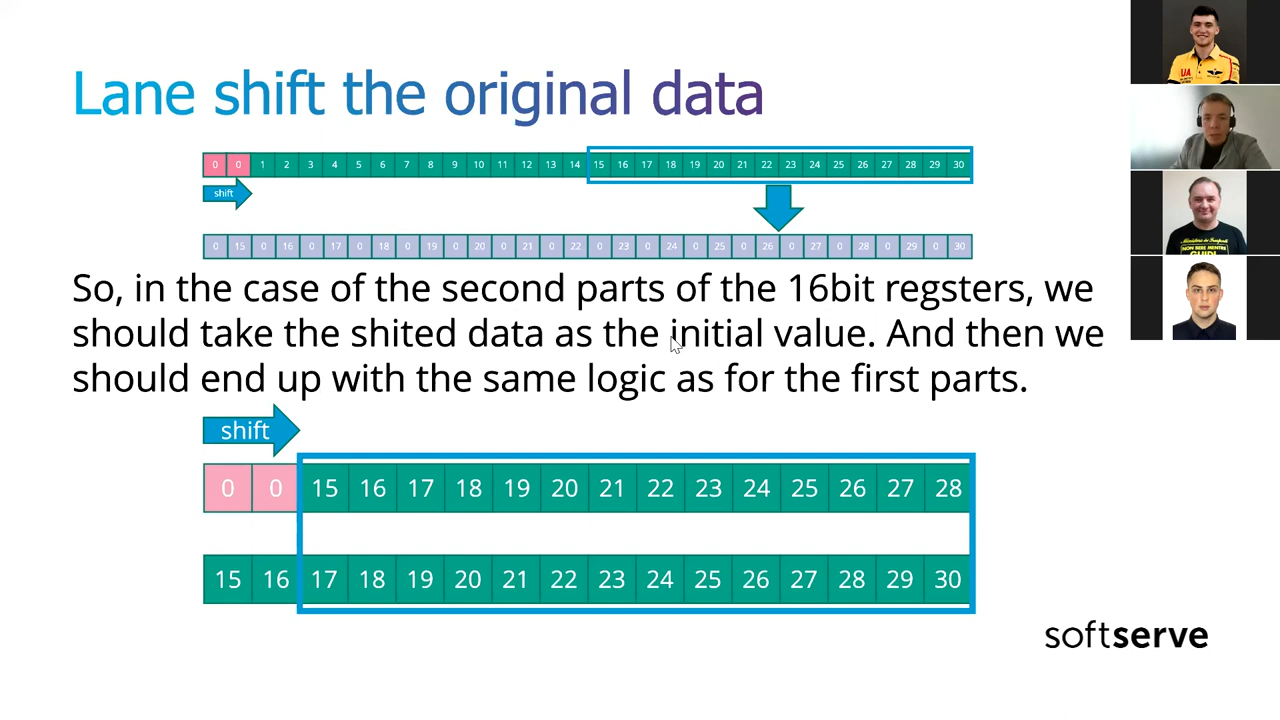 Lane shift the original data
0 0 1 2 3 4 5 6 7 8 9 10 11 12 13 14 15 16 17 18 19 20 21 22 23 24 25 26 27 28 29 30
shift
0 15 0 16 0 17 0 18 0 19 0 20 0 21 0 22 0 23 0 24 0 25 0 26 0 27 0 28 0 29 0 30
So, in the case of the second parts of the 16bit regsters, we
should take the shited data as the initial value. And then we
should end up with the same logic as for the first parts.
shift
0 0 15 16 17 18 19 20 21 22 23 24 25 26 27 28
15 16 17 18 19 20 21 22 23 24 25 26 27 28 29 30
softserve
UA